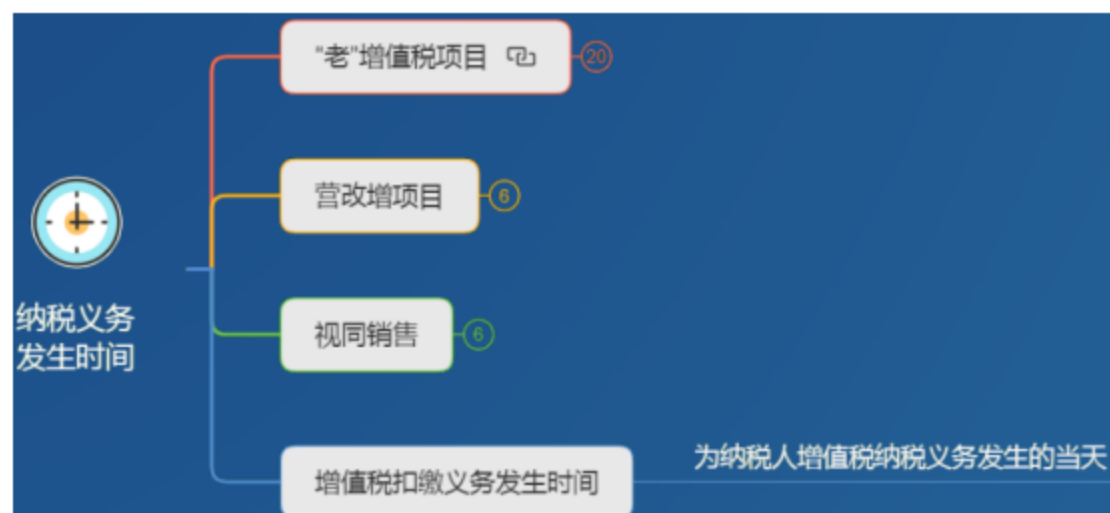 “老”增值税项目
20
营改增项目
6
纳税义务
发生时间
视同销售
6
为纳税人增值税纳税义务发生的当天
增值税扣缴义务发生时间